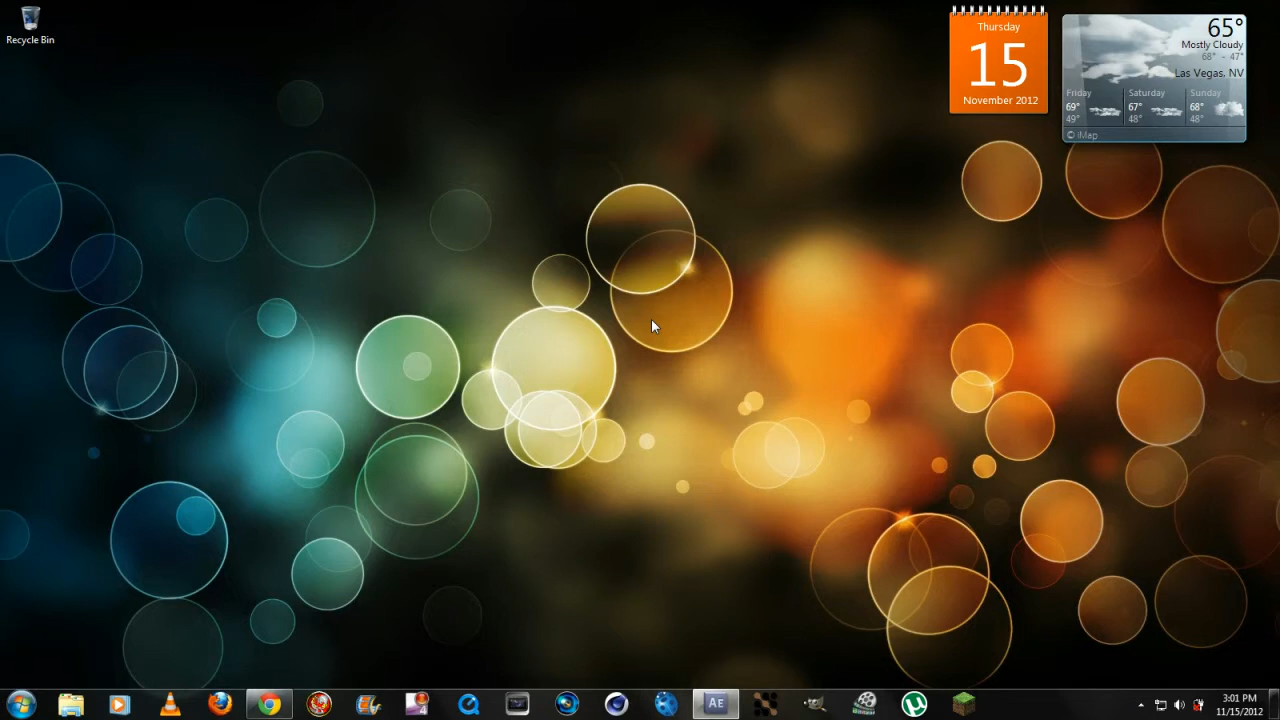 Recycle Bin
Thursday
15
November 2012
65°
Mostly Cloudy
68° - 47°
Las Vegas, NV
Friday Saturday Sunday
69° 67° 68°
49° 48° 48°
© iMap
AE
3:01 PM
11/15/2012